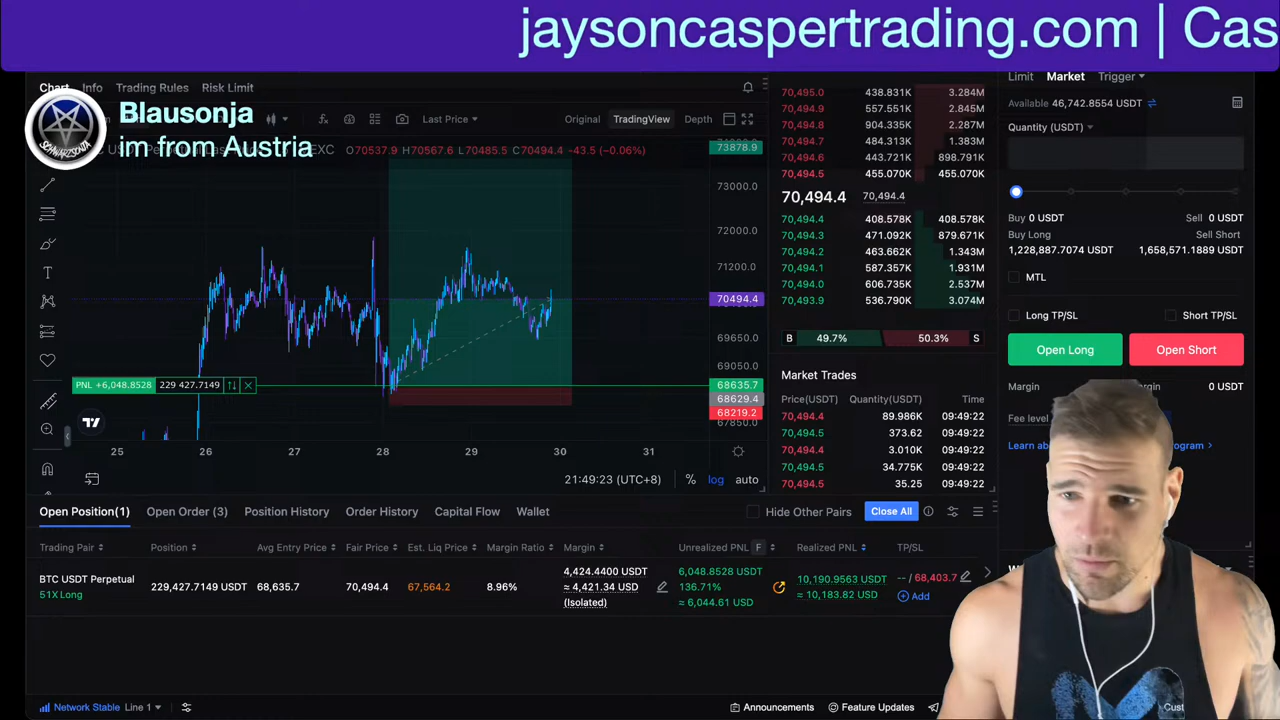 jaysoncaspertrading.com | Cas
Chart Info Trading Rules Risk Limit
Blausonja
im from Austria
SCHWARZSONJA
Last Price
Original TradingView Depth
EXC O70537.9 H70567.6 L70485.5 C70494.4 -43.5 (-0.06%)
73878.9
73000.0
72000.0
71200.0
70494.4
69650.0
69050.0
68635.7
68629.4
68219.2
67850.0
PNL +6,048.8528 229 427.7149
25 26 27 28 29 30 31
21:49:23 (UTC+8) % log auto
70,495.0 438.831K 3.284M
70,494.9 557.551K 2.845M
70,494.8 904.335K 2.287M
70,494.7 484.313K 1.383M
70,494.6 443.721K 898.791K
70,494.5 455.070K 455.070K
70,494.4 70,494.4
70,494.4 408.578K 408.578K
70,494.3 471.092K 879.671K
70,494.2 463.662K 1.343M
70,494.1 587.357K 1.931M
70,494.0 606.735K 2.537M
70,493.9 536.790K 3.074M
B 49.7% 50.3% S
Market Trades
Price(USDT) Quantity(USDT) Time
70,494.4 89.986K 09:49:22
70,494.5 373.62 09:49:22
70,494.4 3.010K 09:49:22
70,494.5 34.775K 09:49:22
70,494.5 35.25 09:49:22
Limit Market Trigger
Available 46,742.8554 USDT
Quantity (USDT)
Buy 0 USDT Sell 0 USDT
Buy Long Sell Short
1,228,887.7074 USDT 1,658,571.1889 USDT
MTL
Long TP/SL Short TP/SL
Open Long Open Short
Margin 0 USDT
Fee level
Learn
Open Position(1) Open Order (3) Position History Order History Capital Flow Wallet
Hide Other Pairs Close All
Trading Pair Position Avg Entry Price Fair Price Est. Liq Price Margin Ratio Margin Unrealized PNL F Realized PNL TP/SL
BTC USDT Perpetual
51X Long
229,427.7149 USDT 68,635.7 70,494.4 67,564.2 8.96%
4,424.4400 USDT
≈ 4,421.34 USD
(Isolated)
6,048.8528 USDT
136.71%
≈ 6,044.61 USD
10,190.9563 USDT
≈ 10,183.82 USD
-- / 68,403.7
Add
Network Stable Line 1
Announcements Feature Updates Cust